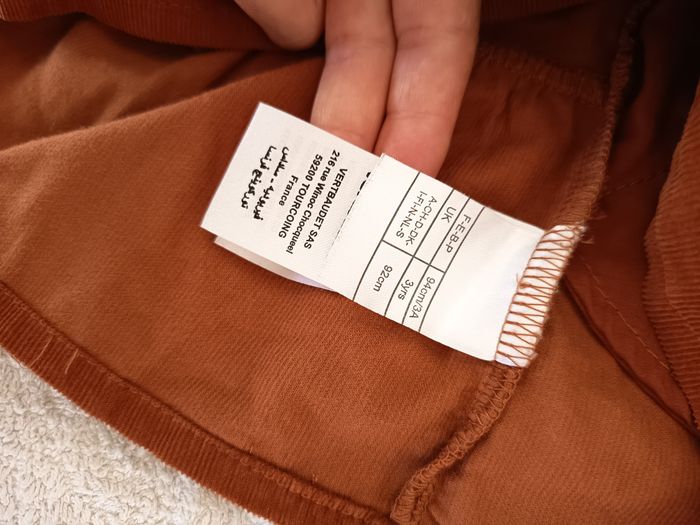 F-E-B-P 94cm/3A
UK 3yrs
A-CH-D-DK-
I-FI-N-NL-S 92cm
VERTBAUDET SAS
216 rue Winoc Chocqueel
59200 TOURCOING
France